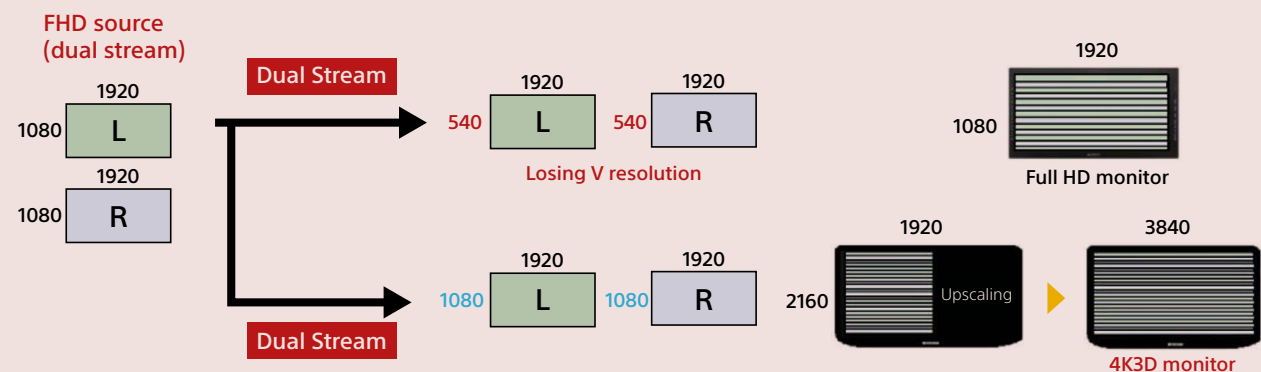 FHD source
(dual stream)
1920
1080
L
1920
1080
R
Dual Stream
1920
540
L
1920
540
R
Losing V resolution
1920
1080
Full HD monitor
Dual Stream
1920
1080
L
1920
1080
R
1920
2160
Upscaling
3840
4K3D monitor